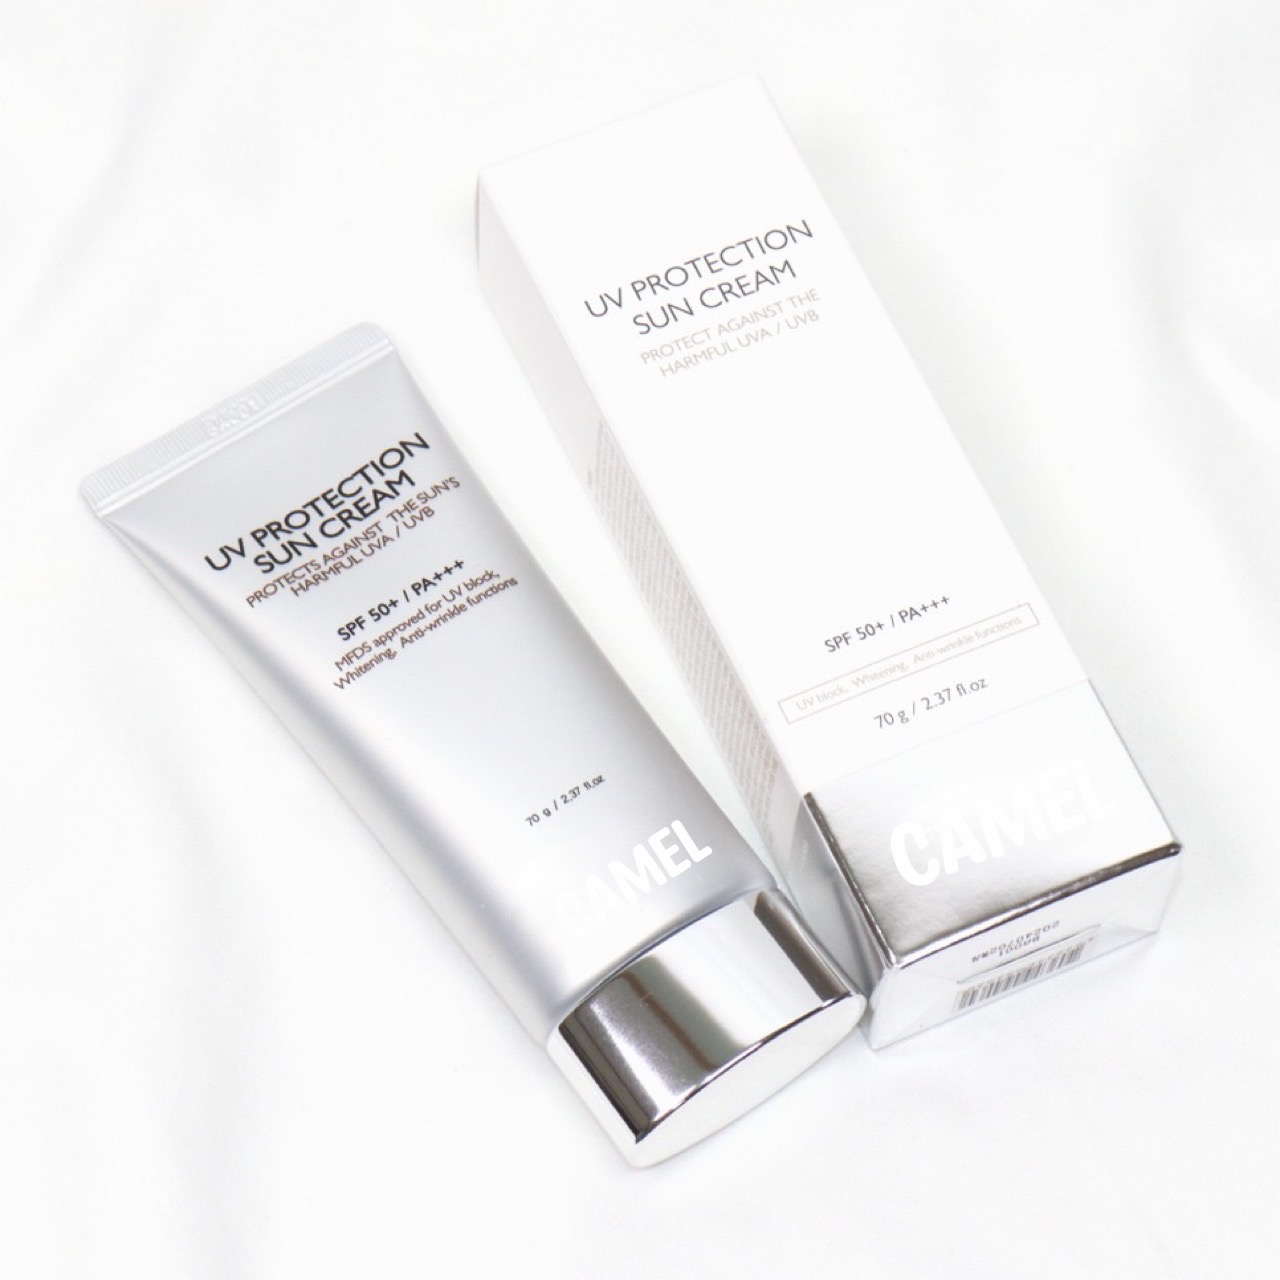 UV PROTECTION
SUN CREAM
PROTECTS AGAINST THE SUN'S
HARMFUL UVA / UVB
SPF 50+ / PA+++
MFDS approved for UV block,
Whitening, Anti-wrinkle functions
70 g / 2.37 fl.oz
CAMEL
UV PROTECTION
SUN CREAM
PROTECT AGAINST THE
HARMFUL UVA / UVB
SPF 50+ / PA+++
UV block, Whitening, Anti-wrinkle functions
70 g / 2.37 fl.oz
CAMEL
BA001